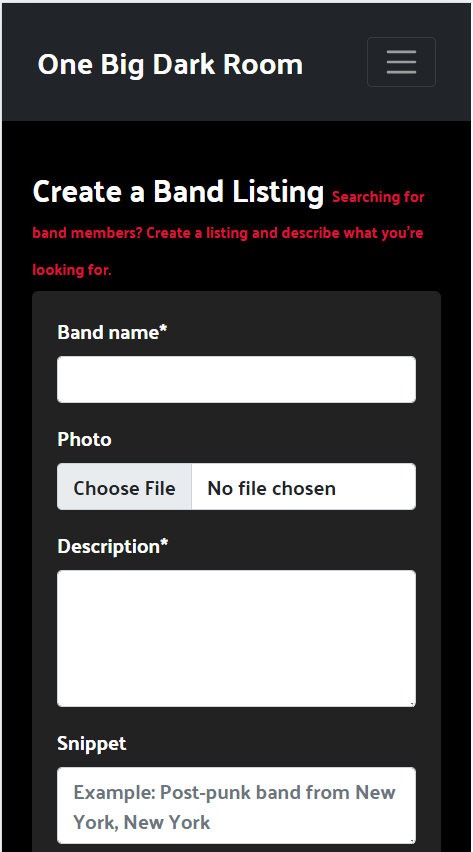 One Big Dark Room
Create a Band Listing Searching for
band members? Create a listing and describe what you're
looking for.
Band name*
Photo
Choose File No file chosen
Description*
Snippet
Example: Post-punk band from New
York, New York